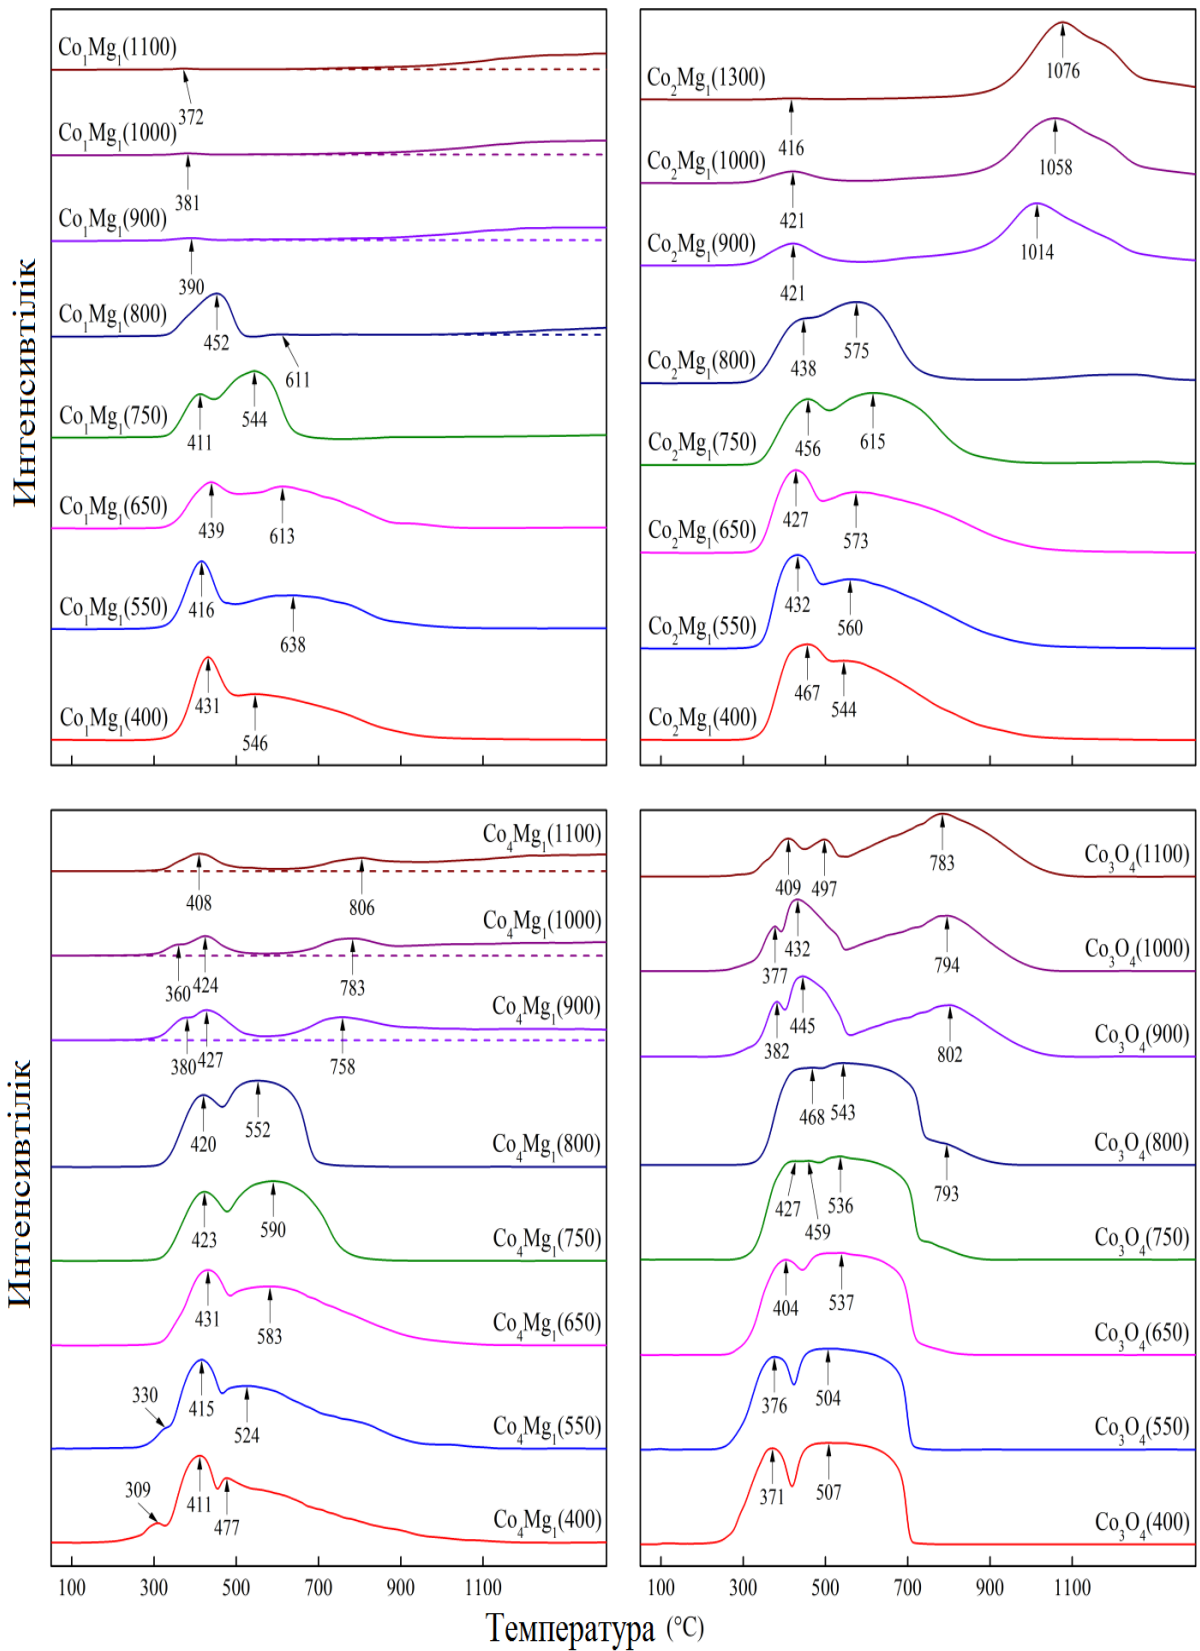 Co1Mg1(1100)
372
Co1Mg1(1000)
381
Co1Mg1(900)
390
Co1Mg1(800)
452
611
Co1Mg1(750)
411
544
Co1Mg1(650)
439
613
Co1Mg1(550)
416
638
Co1Mg1(400)
431
546
Co2Mg1(1300)
416
1076
Co2Mg1(1000)
421
1058
Co2Mg1(900)
421
1014
Co2Mg1(800)
438
575
Co2Mg1(750)
456
615
Co2Mg1(650)
427
573
Co2Mg1(550)
432
560
Co2Mg1(400)
467
544
Интенсивтілік
Co4Mg1(1100)
408
806
Co4Mg1(1000)
360
424
783
Co4Mg1(900)
380
427
758
Co4Mg1(800)
420
552
Co4Mg1(750)
423
590
Co4Mg1(650)
431
583
Co4Mg1(550)
330
415
524
Co4Mg1(400)
309
411
477
100 300 500 700 900 1100
Co3O4(1100)
409
497
783
Co3O4(1000)
377
432
794
Co3O4(900)
382
445
802
Co3O4(800)
468
543
793
Co3O4(750)
427
459
536
Co3O4(650)
404
537
Co3O4(550)
376
504
Co3O4(400)
371
507
100 300 500 700 900 1100
Интенсивтілік
Температура (°C)